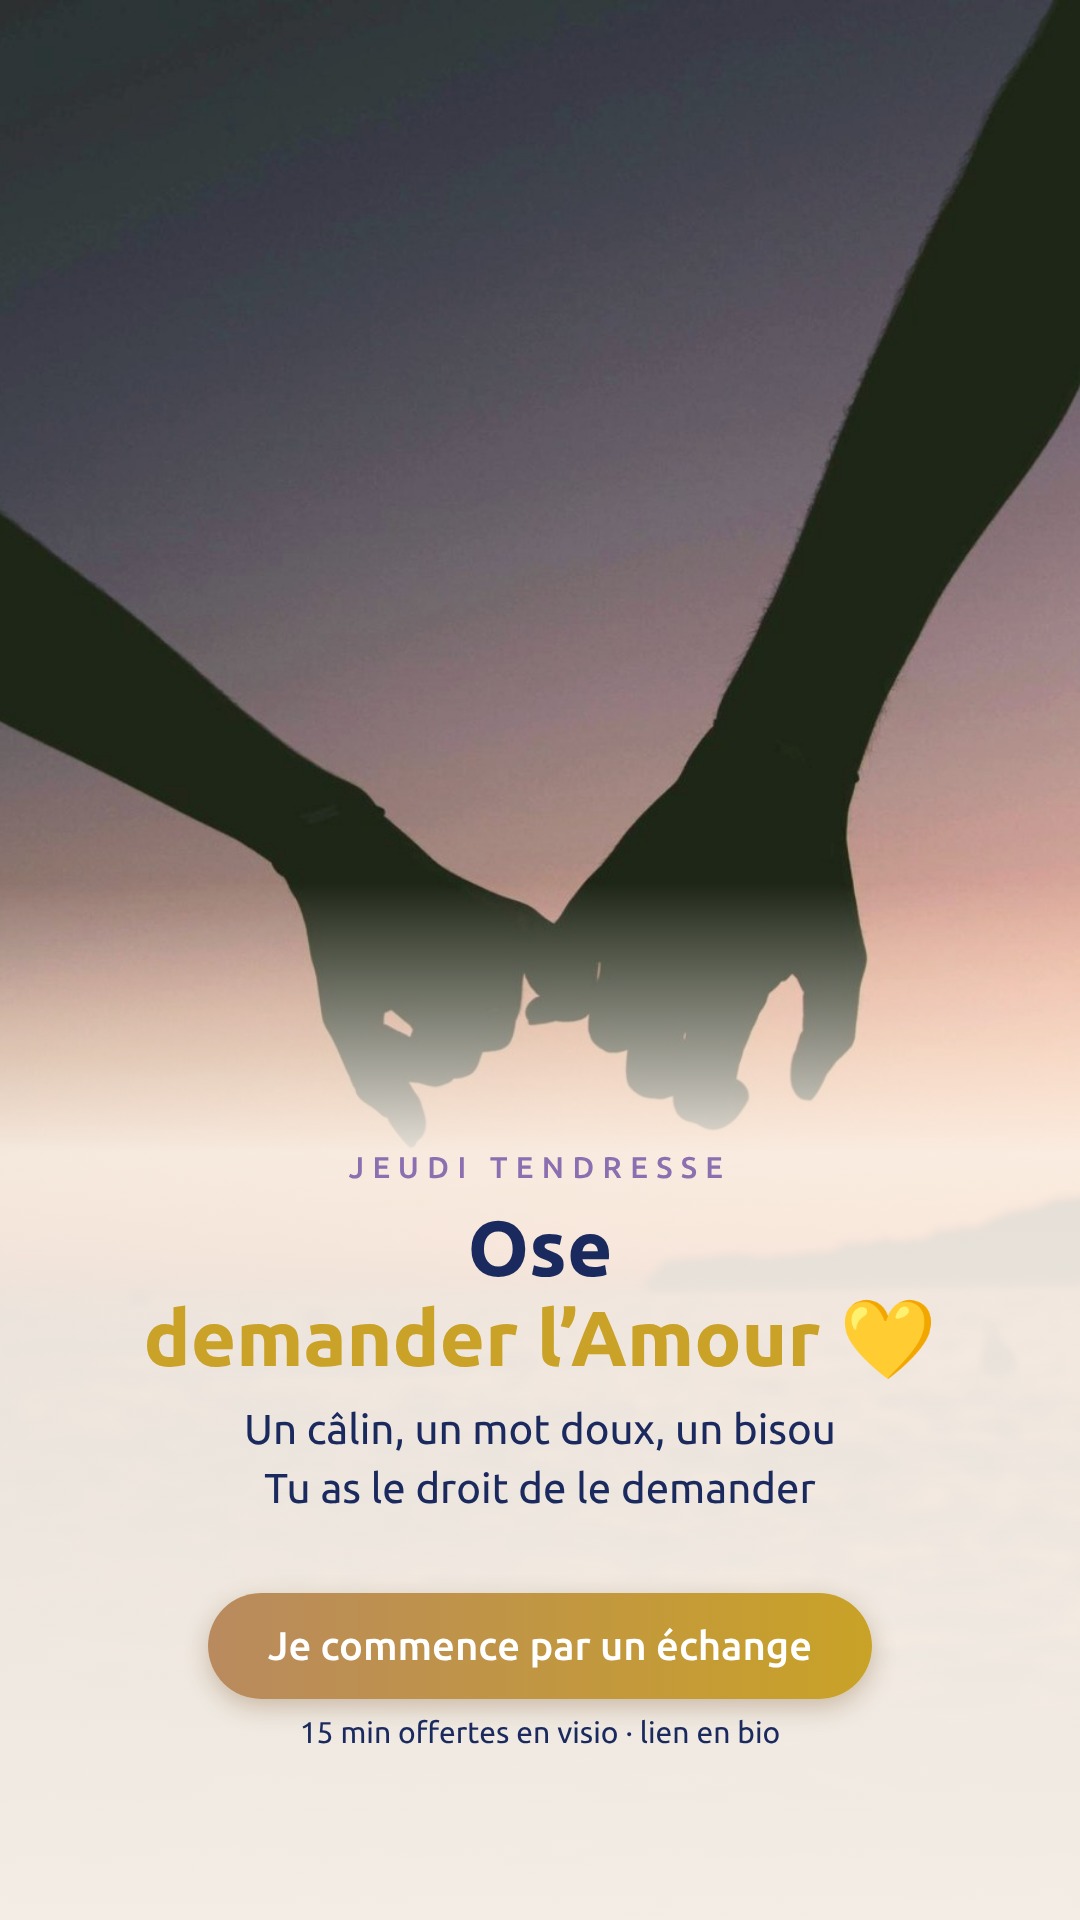 JEUDI TENDRESSE
Ose
demander l’Amour 💛
Un câlin, un mot doux, un bisou
Tu as le droit de le demander
Je commence par un échange
15 min offertes en visio · lien en bio